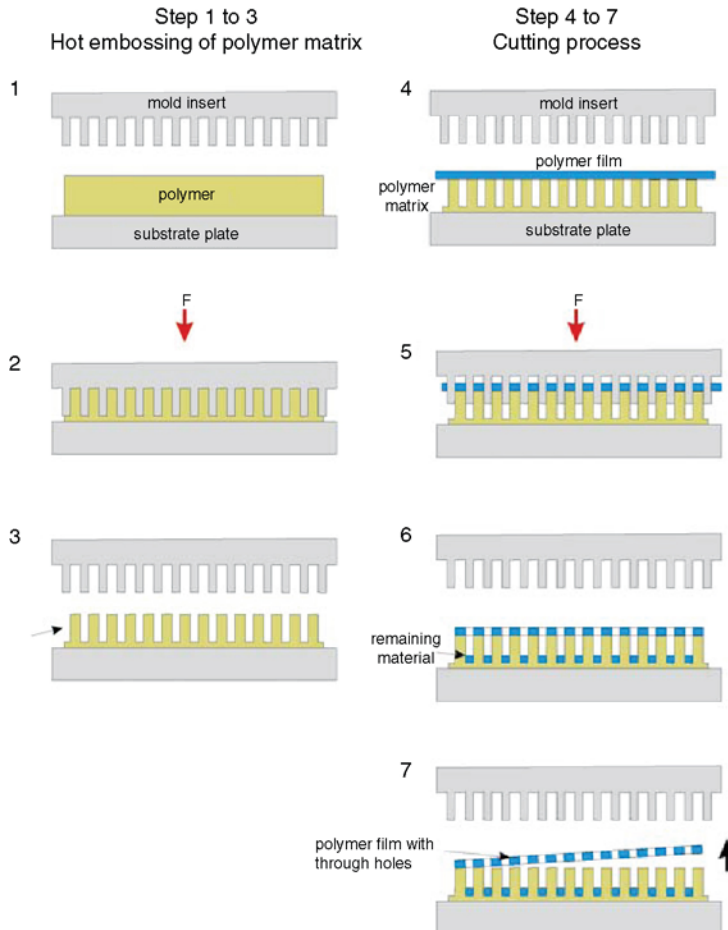 Step 1 to 3
Hot embossing of polymer matrix
1
mold insert
polymer
substrate plate
F
2
3
Step 4 to 7
Cutting process
4
mold insert
polymer film
polymer
matrix
substrate plate
F
5
6
remaining
material
7
polymer film with
through holes